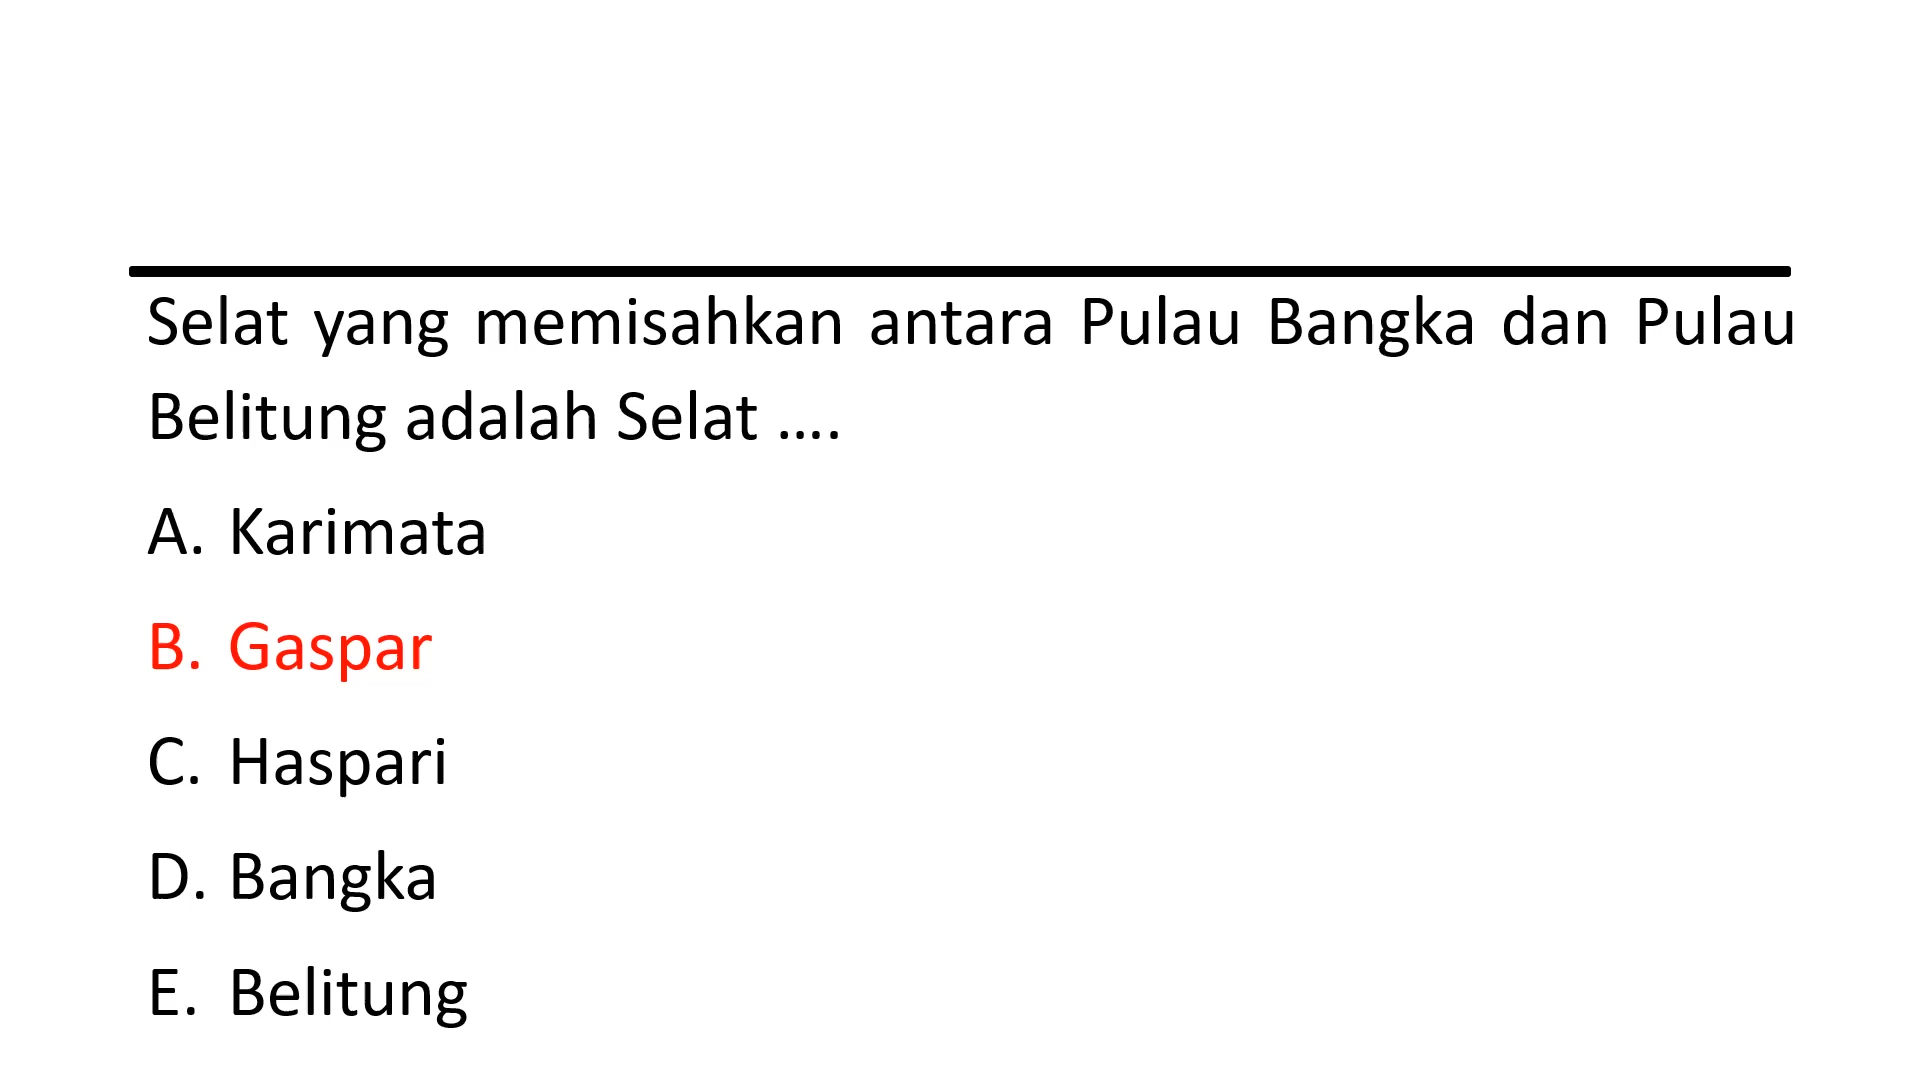 Selat yang memisahkan antara Pulau Bangka dan Pulau
Belitung adalah Selat ....
A. Karimata
B. Gaspar
C. Haspari
D. Bangka
E. Belitung